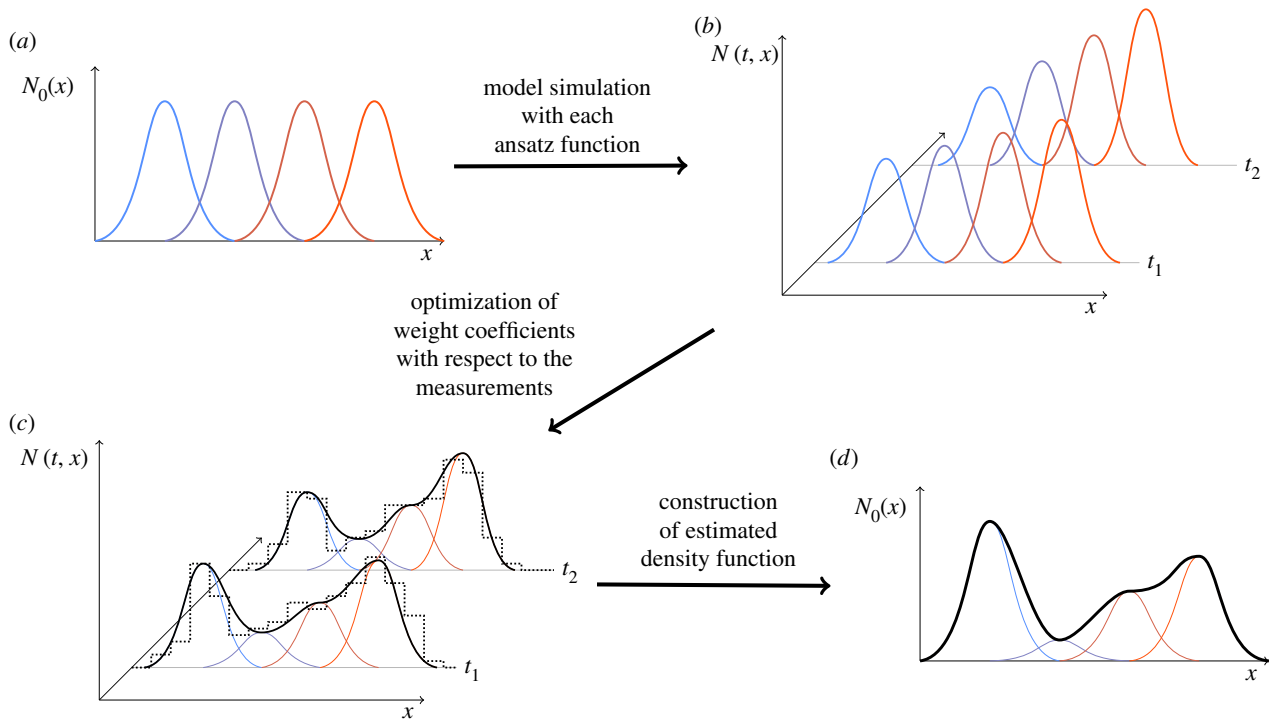 (a)
N₀(x)
x
model simulation
with each
ansatz function
(b)
N (t, x)
t₂
t₁
x
optimization of
weight coefficients
with respect to the
measurements
(c)
N (t, x)
t₂
t₁
x
construction
of estimated
density function
(d)
N₀(x)
x